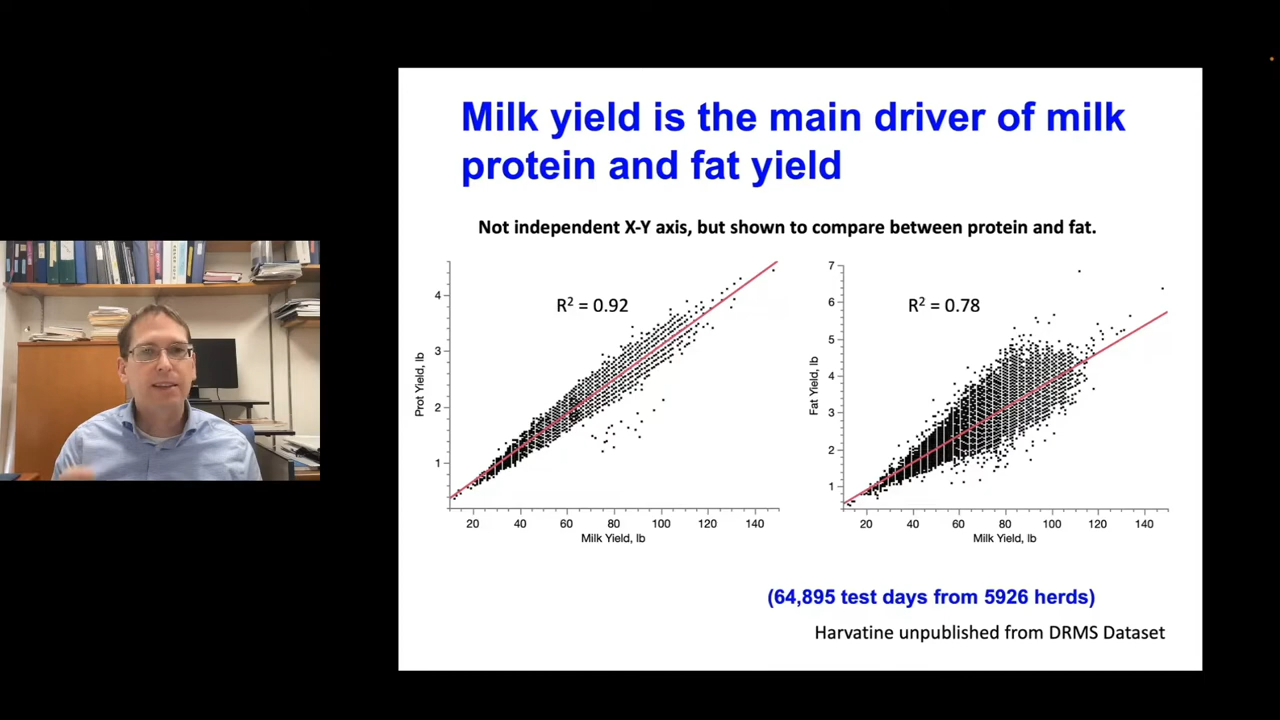 Milk yield is the main driver of milk
protein and fat yield
Not independent X-Y axis, but shown to compare between protein and fat.
R² = 0.92
4
3
2
1
Prot Yield, lb
20 40 60 80 100 120 140
Milk Yield, lb
R² = 0.78
7
6
5
4
3
2
1
Fat Yield, lb
20 40 60 80 100 120 140
Milk Yield, lb
(64,895 test days from 5926 herds)
Harvatine unpublished from DRMS Dataset